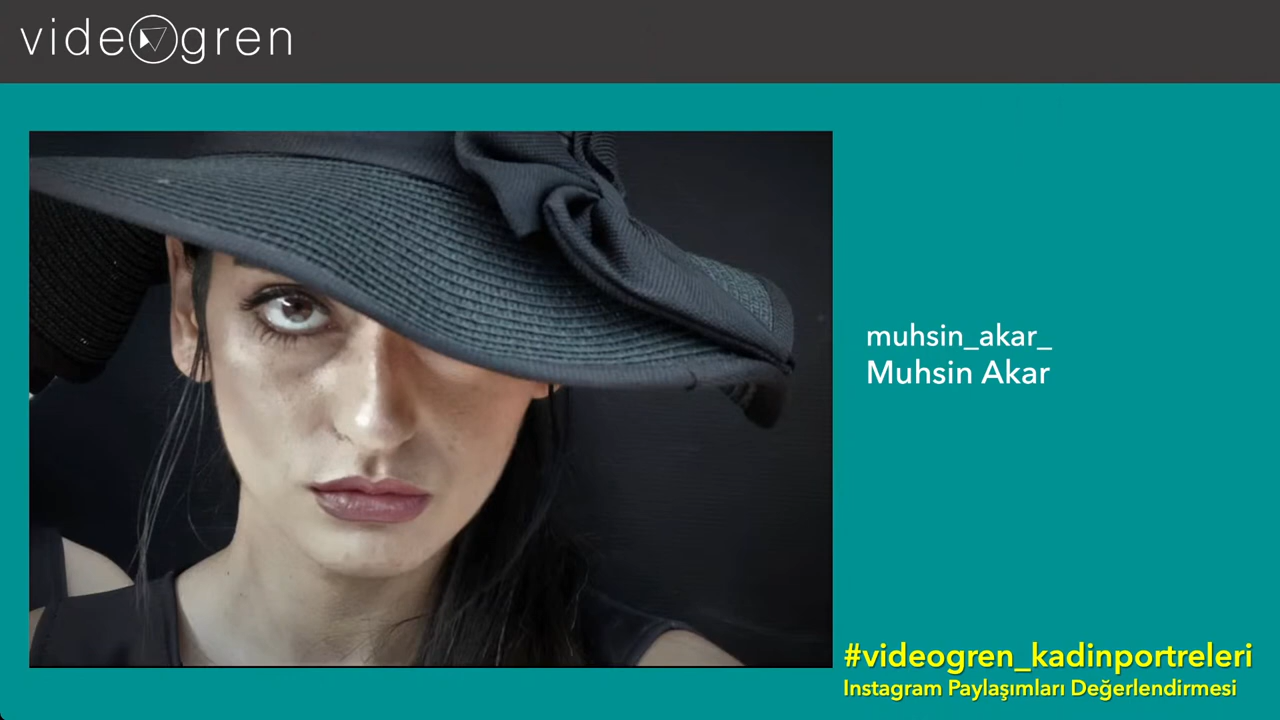 videogren
muhsin_akar_
Muhsin Akar
#videogren_kadinportreleri
Instagram Paylaşımları Değerlendirmesi